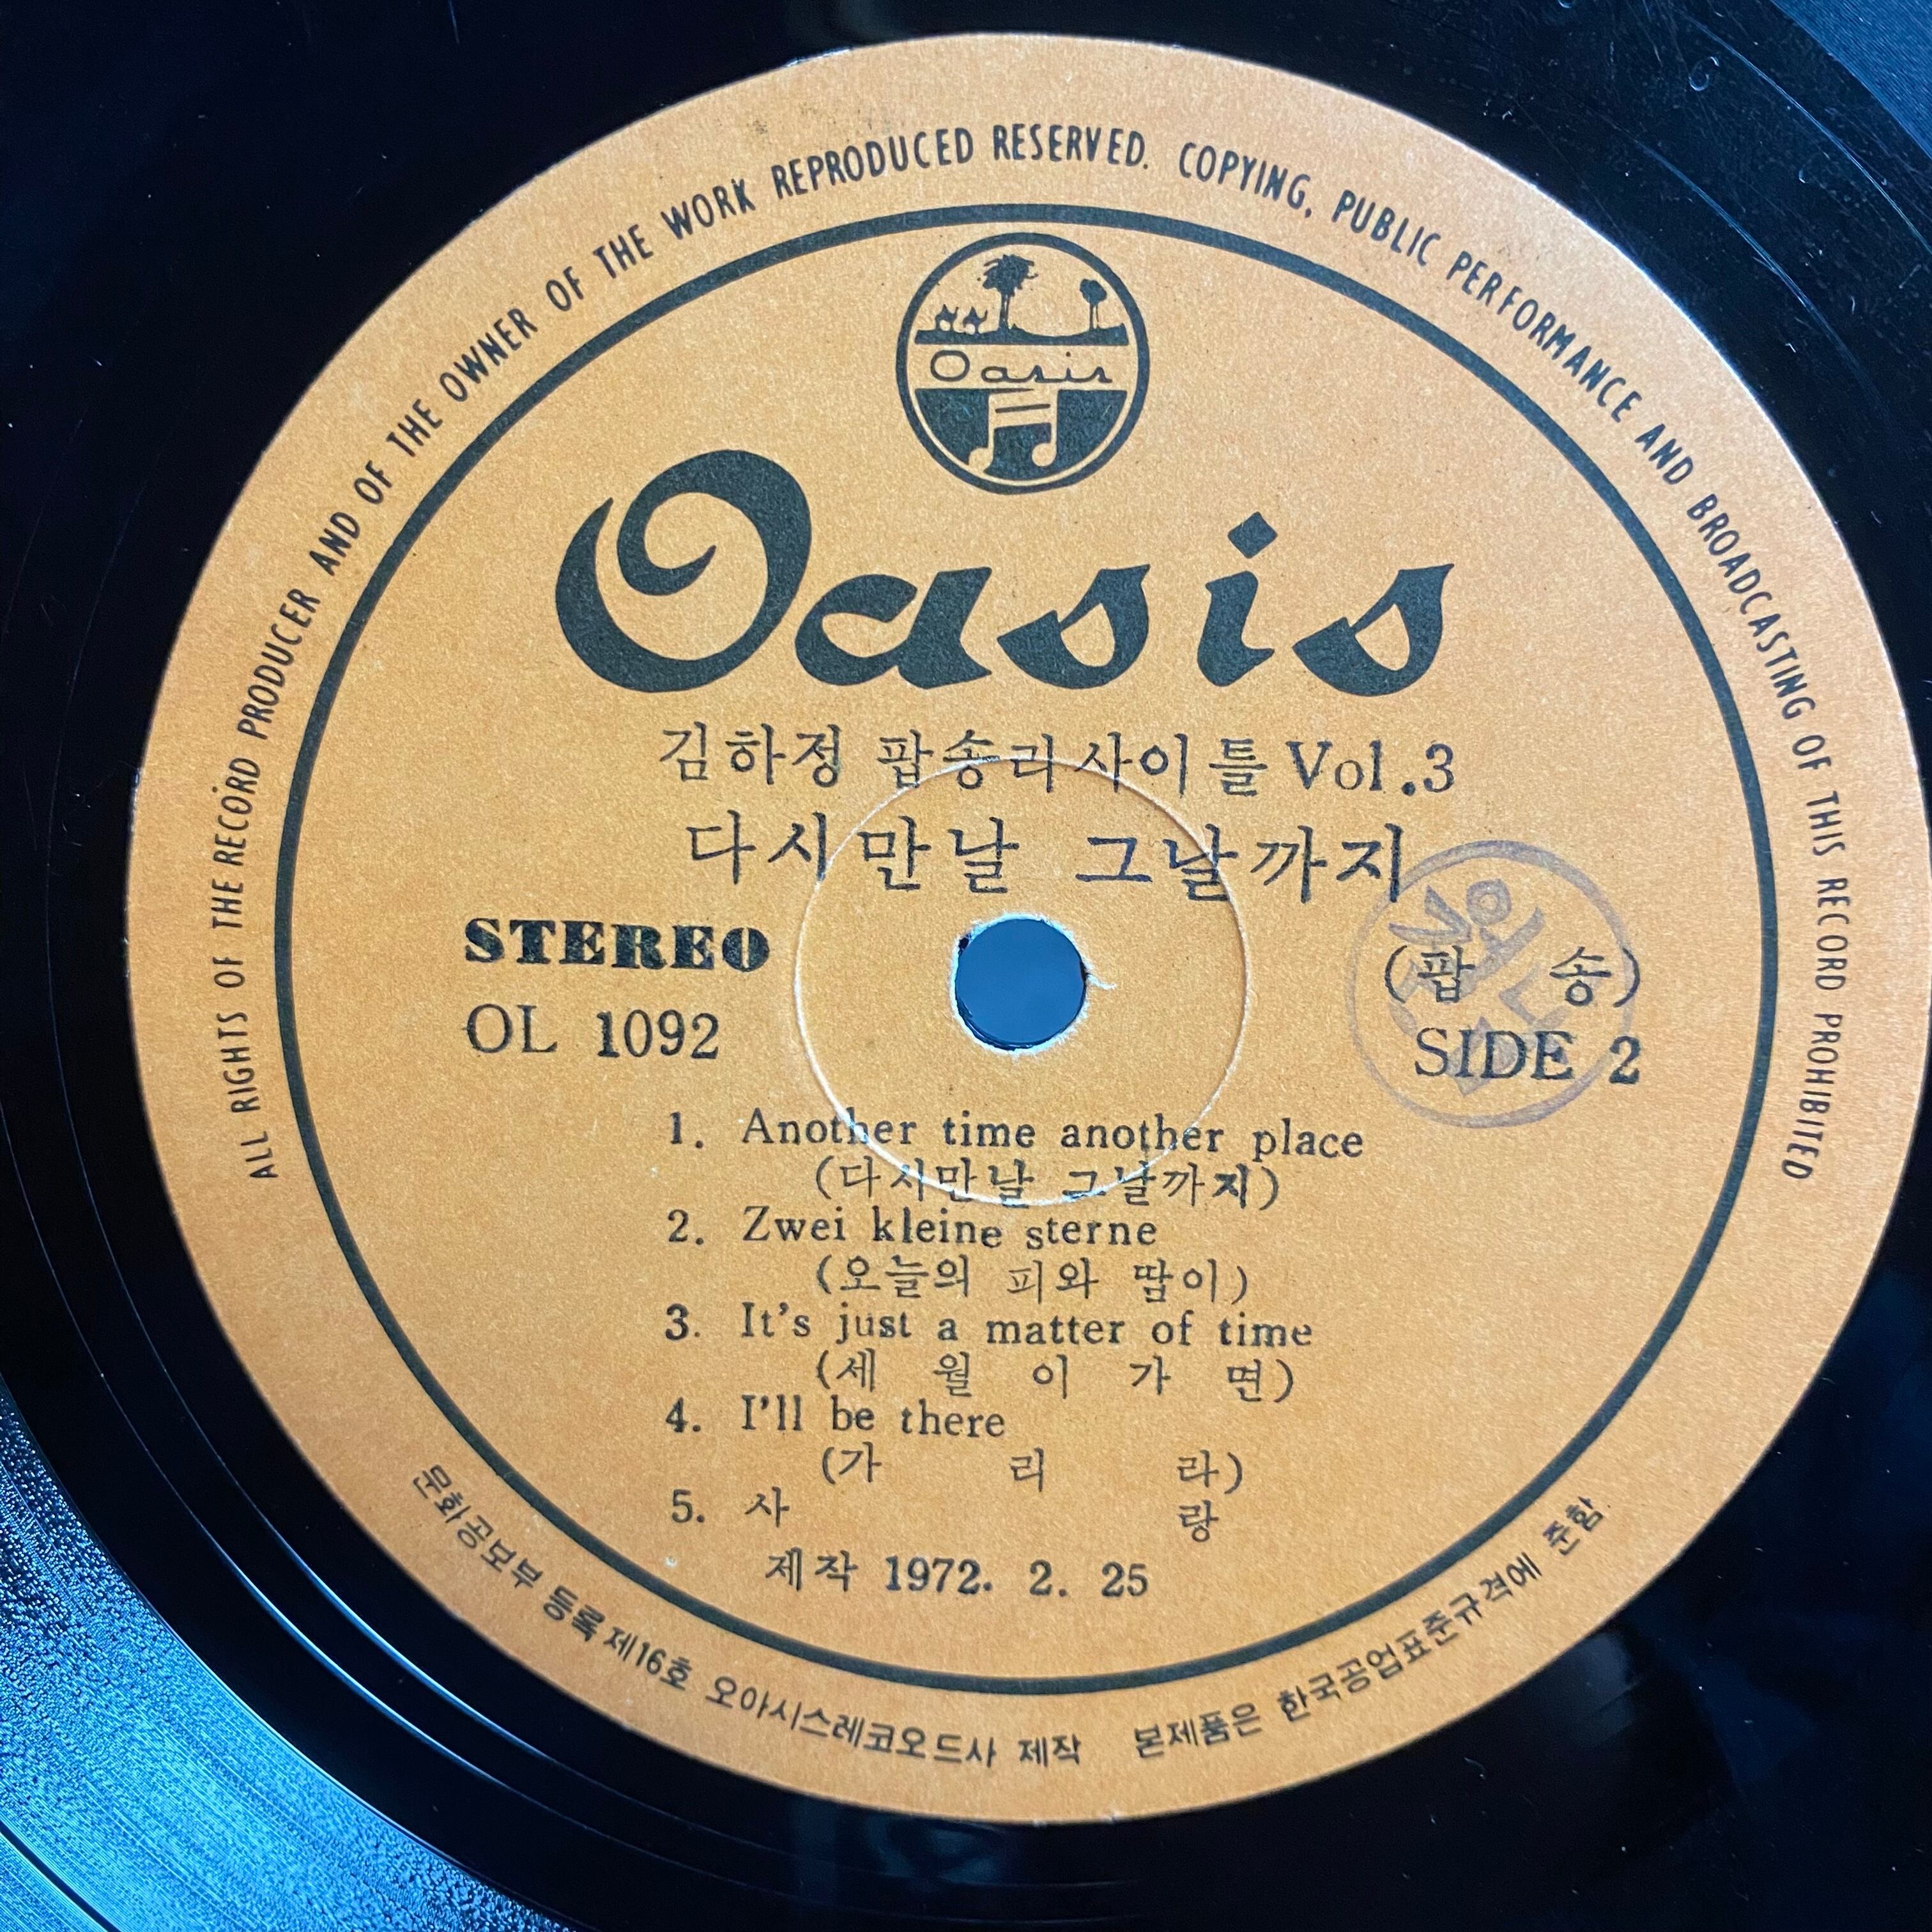 ALL RIGHTS OF THE RECORD PRODUCER AND OF THE OWNER OF THE WORK REPRODUCED RESERVED. COPYING, PUBLIC PERFORMANCE AND BROADCASTING OF THIS RECORD PROHIBITED
Oasis
Oasis
김하정 팝송리사이틀 Vol.3
다시만날 그날까지
STEREO
(팝 송)
OL 1092
SIDE 2
1. Another time another place
(다시만날 그날까지)
2. Zwei kleine sterne
(오늘의 피와 땀이)
3. It's just a matter of time
(세 월 이 가 면)
4. I'll be there
(가 리 라)
5. 사 랑
제작 1972. 2. 25
문화공보부 등록제16호 오아시스레코오드사 제작 본제품은 한국공업표준규격에 준함